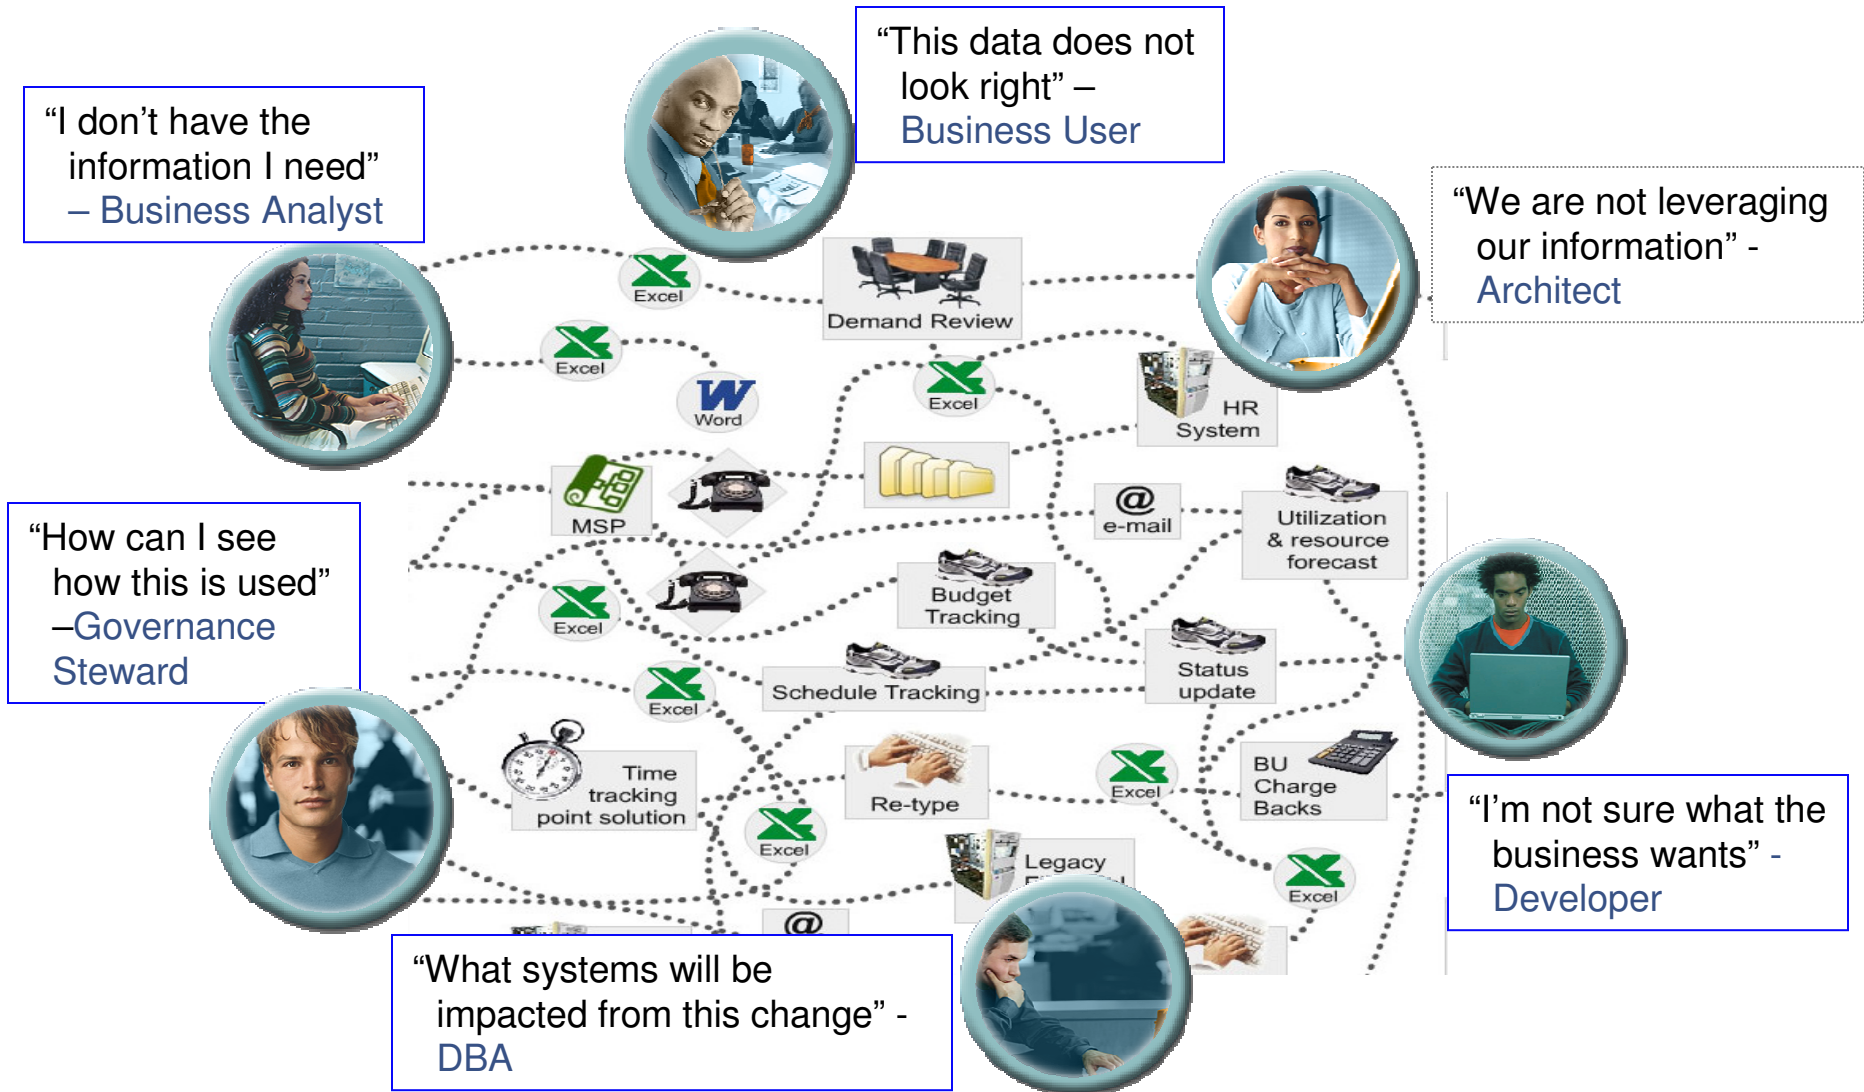 “This data does not
look right” –
Business User
“I don’t have the
information I need”
– Business Analyst
“We are not leveraging
our information” -
Architect
Excel
Demand Review
Excel
Word
Excel
HR
System
MSP
@
e-mail
Utilization
& resource
forecast
“How can I see
how this is used”
–Governance
Steward
Excel
Budget
Tracking
Schedule Tracking
Status
update
Excel
Time
tracking
point solution
Re-type
Excel
BU
Charge
Backs
Excel
Legacy
Excel
@
“I’m not sure what the
business wants” -
Developer
“What systems will be
impacted from this change” -
DBA